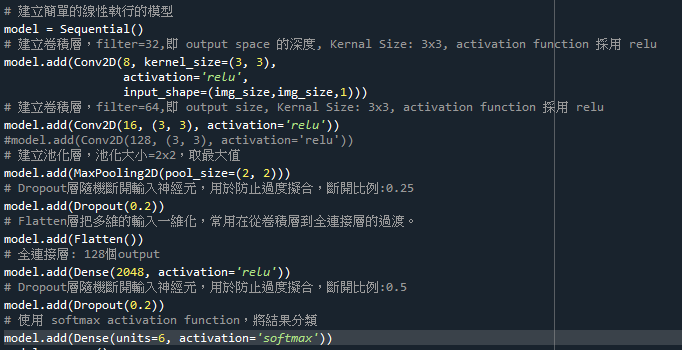 # 建立簡單的線性執行的模型
model = Sequential()
# 建立卷積層，filter=32,即 output space 的深度, Kernal Size: 3x3, activation function 採用 relu
model.add(Conv2D(8, kernel_size=(3, 3),
activation='relu',
input_shape=(img_size,img_size,1)))
# 建立卷積層，filter=64,即 output size, Kernal Size: 3x3, activation function 採用 relu
model.add(Conv2D(16, (3, 3), activation='relu'))
#model.add(Conv2D(128, (3, 3), activation='relu'))
# 建立池化層，池化大小=2x2，取最大值
model.add(MaxPooling2D(pool_size=(2, 2)))
# Dropout層隨機斷開輸入神經元，用於防止過度擬合，斷開比例:0.25
model.add(Dropout(0.2))
# Flatten層把多維的輸入一維化，常用在從卷積層到全連接層的過渡。
model.add(Flatten())
# 全連接層: 128個output
model.add(Dense(2048, activation='relu'))
# Dropout層隨機斷開輸入神經元，用於防止過度擬合，斷開比例:0.5
model.add(Dropout(0.2))
# 使用 softmax activation function，將結果分類
model.add(Dense(units=6, activation='softmax'))